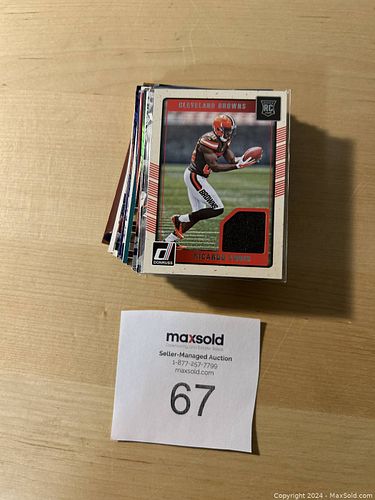 CLEVELAND BROWNS
RC
BROWNS
DONRUSS
RICARDO LOUIS
maxsold
Seller-Managed Auction
1-877-257-7799
maxsold.com
67
Copyright 2024 - MaxSold.com